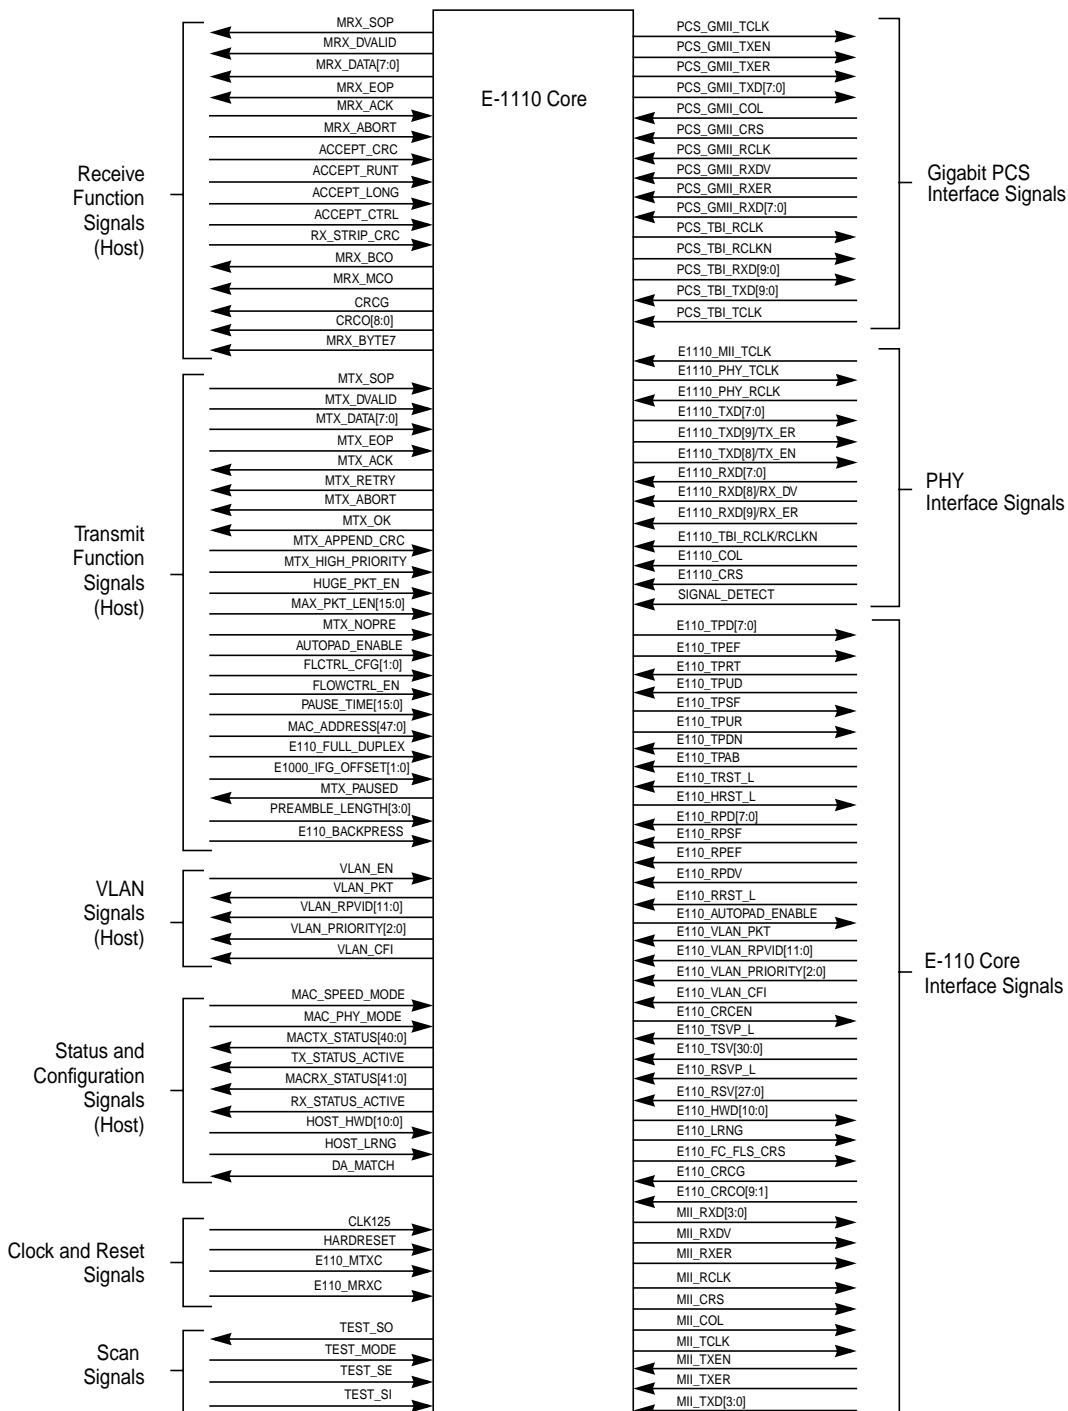 E-1110 Core
Receive
Function
Signals
(Host)
MRX_SOP
MRX_DVALID
MRX_DATA[7:0]
MRX_EOP
MRX_ACK
MRX_ABORT
ACCEPT_CRC
ACCEPT_RUNT
ACCEPT_LONG
ACCEPT_CTRL
RX_STRIP_CRC
MRX_BCO
MRX_MCO
CRCG
CRCO[8:0]
MRX_BYTE7
Transmit
Function
Signals
(Host)
MTX_SOP
MTX_DVALID
MTX_DATA[7:0]
MTX_EOP
MTX_ACK
MTX_RETRY
MTX_ABORT
MTX_OK
MTX_APPEND_CRC
MTX_HIGH_PRIORITY
HUGE_PKT_EN
MAX_PKT_LEN[15:0]
MTX_NOPRE
AUTOPAD_ENABLE
FLCTRL_CFG[1:0]
FLOWCTRL_EN
PAUSE_TIME[15:0]
MAC_ADDRESS[47:0]
E110_FULL_DUPLEX
E1000_IFG_OFFSET[1:0]
MTX_PAUSED
PREAMBLE_LENGTH[3:0]
E110_BACKPRESS
VLAN
Signals
(Host)
VLAN_EN
VLAN_PKT
VLAN_RPVID[11:0]
VLAN_PRIORITY[2:0]
VLAN_CFI
Status and
Configuration
Signals
(Host)
MAC_SPEED_MODE
MAC_PHY_MODE
MACTX_STATUS[40:0]
TX_STATUS_ACTIVE
MACRX_STATUS[41:0]
RX_STATUS_ACTIVE
HOST_HWD[10:0]
HOST_LRNG
DA_MATCH
Clock and Reset
Signals
CLK125
HARDRESET
E110_MTXC
E110_MRXC
Scan
Signals
TEST_SO
TEST_MODE
TEST_SE
TEST_SI
PCS_GMII_TCLK
PCS_GMII_TXEN
PCS_GMII_TXER
PCS_GMII_TXD[7:0]
PCS_GMII_COL
PCS_GMII_CRS
PCS_GMII_RCLK
PCS_GMII_RXDV
PCS_GMII_RXER
PCS_GMII_RXD[7:0]
PCS_TBI_RCLK
PCS_TBI_RCLKN
PCS_TBI_RXD[9:0]
PCS_TBI_TXD[9:0]
PCS_TBI_TCLK
Gigabit PCS
Interface Signals
E1110_MII_TCLK
E1110_PHY_TCLK
E1110_PHY_RCLK
E1110_TXD[7:0]
E1110_TXD[9]/TX_ER
E1110_TXD[8]/TX_EN
E1110_RXD[7:0]
E1110_RXD[8]/RX_DV
E1110_RXD[9]/RX_ER
E1110_TBI_RCLK/RCLKN
E1110_COL
E1110_CRS
SIGNAL_DETECT
PHY
Interface Signals
E110_TPD[7:0]
E110_TPEF
E110_TPRT
E110_TPUD
E110_TPSF
E110_TPUR
E110_TPDN
E110_TPAB
E110_TRST_L
E110_HRST_L
E110_RPD[7:0]
E110_RPSF
E110_RPEF
E110_RPDV
E110_RRST_L
E110_AUTOPAD_ENABLE
E110_VLAN_PKT
E110_VLAN_RPVID[11:0]
E110_VLAN_PRIORITY[2:0]
E110_VLAN_CFI
E110_CRCEN
E110_TSVP_L
E110_TSV[30:0]
E110_RSVP_L
E110_RSV[27:0]
E110_HWD[10:0]
E110_LRNG
E110_FC_FLS_CRS
E110_CRCG
E110_CRCO[9:1]
MII_RXD[3:0]
MII_RXDV
MII_RXER
MII_RCLK
MII_CRS
MII_COL
MII_TCLK
MII_TXEN
MII_TXER
MII_TXD[3:0]
E-110 Core
Interface Signals